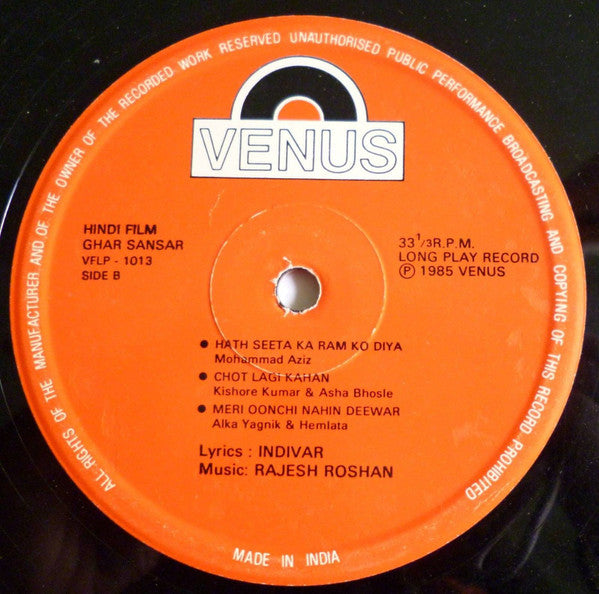 ALL RIGHTS OF THE MANUFACTURER AND OF THE OWNER OF THE RECORDED WORK RESERVED UNAUTHORISED PUBLIC PERFORMANCE BROADCASTING AND COPYING OF THIS RECORD PROHIBITED
VENUS
HINDI FILM
GHAR SANSAR
VFLP - 1013
SIDE B
33 1/3 R.P.M.
LONG PLAY RECORD
Ⓟ 1985 VENUS
● HATH SEETA KA RAM KO DIYA
Mohammad Aziz
● CHOT LAGI KAHAN
Kishore Kumar & Asha Bhosle
● MERI OONCHI NAHIN DEEWAR
Alka Yagnik & Hemlata
Lyrics : INDIVAR
Music: RAJESH ROSHAN
MADE IN INDIA